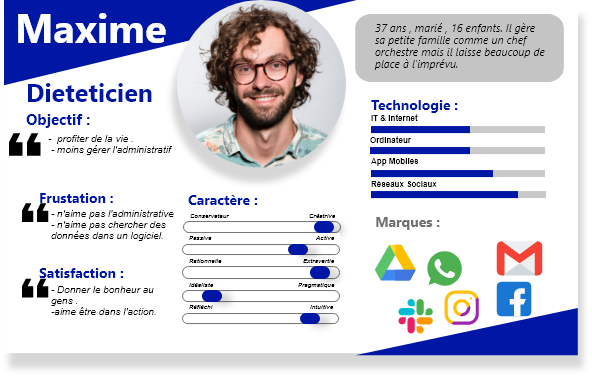 Maxime
37 ans , marié , 16 enfants. Il gère
sa petite famille comme un chef
orchestre mais il laisse beaucoup de
place à l'imprévu.
Dieteticien
Objectif :
- profiter de la vie .
- moins gérer l'administratif
Frustation :
- n'aime pas l'administrative
- n'aime pas chercher des
données dans un logiciel.
Satisfaction :
- Donner le bonheur au
gens .
-aime être dans l'action.
Caractère :
Conservateur Créatrive
Passive Active
Rationnelle Extravertie
Idéaliste Pragmatique
Réfléchi Intuitive
Technologie :
IT & Internet
Ordinateur
App Mobiles
Réseaux Sociaux
Marques :